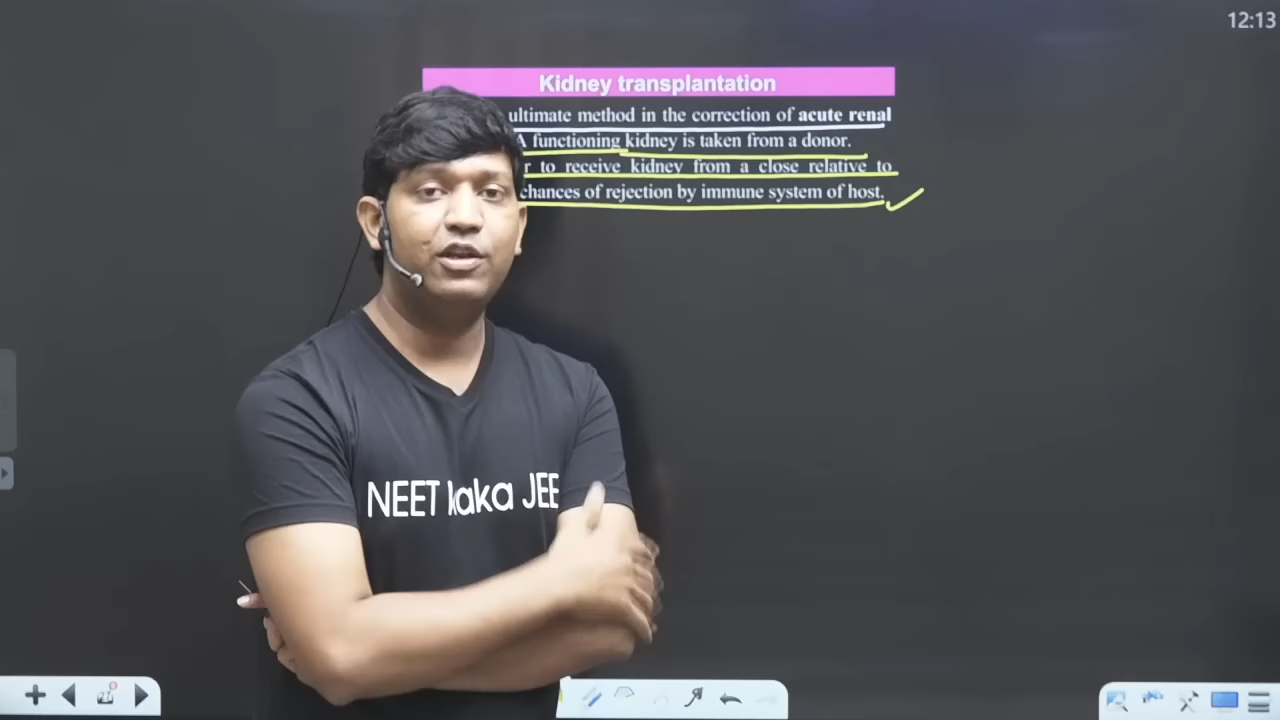 12:13
Kidney transplantation
ultimate method in the correction of acute renal
A functioning kidney is taken from a donor.
r to receive kidney from a close relative to
chances of rejection by immune system of host.
NEET kaka JEE